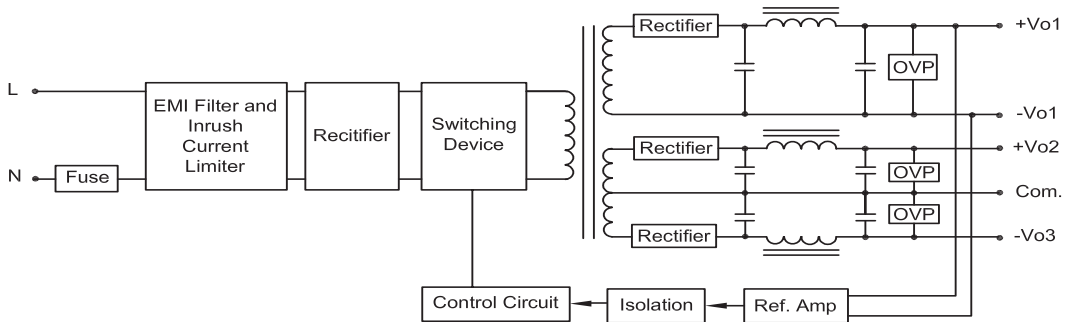 L
N
Fuse
EMI Filter and
Inrush
Current
Limiter
Recitifier
Switching
Device
Rectifier
OVP
+Vo1
-Vo1
Rectifier
OVP
+Vo2
Com.
OVP
Rectifier
-Vo3
Control Circuit
Isolation
Ref. Amp